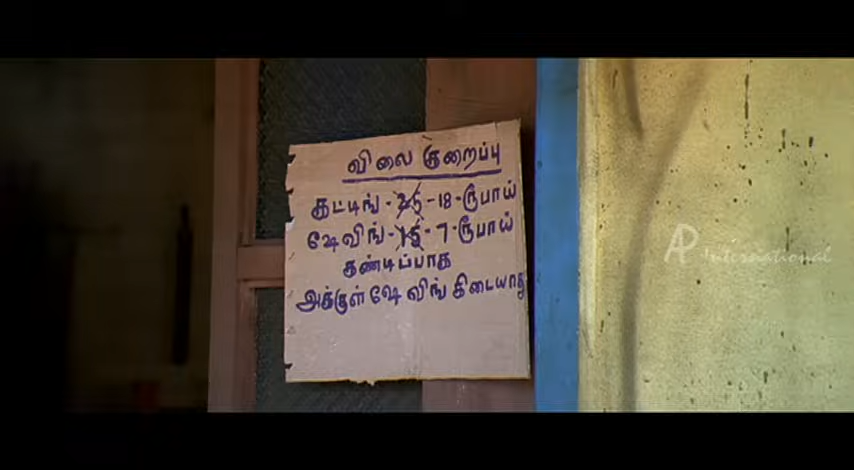 விலை குறைப்பு
கட்டிங் - 25 - 18 - ரூபாய்
ஷேவிங் - 15 - 7 - ரூபாய்
கண்டிப்பாக
அக்குள் ஷேவிங் கிடையாது
AP International